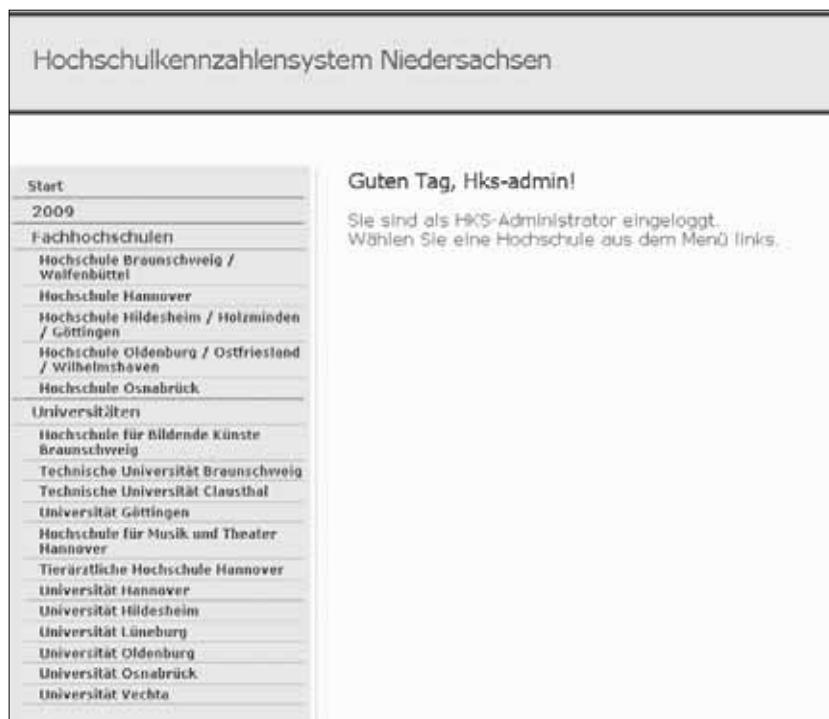 Hochschulkennzahlensystem Niedersachsen
Start
2009
Fachhochschulen
Hochschule Braunschweig /
Wolfenbüttel
Hochschule Hannover
Hochschule Hildesheim / Holzminden
/ Göttingen
Hochschule Oldenburg / Ostfriesland
/ Wilhelmshaven
Hochschule Osnabrück
Universitäten
Hochschule für Bildende Künste
Braunschweig
Technische Universität Braunschweig
Technische Universität Clausthal
Universität Göttingen
Hochschule für Musik und Theater
Hannover
Tierärztliche Hochschule Hannover
Universität Hannover
Universität Hildesheim
Universität Lüneburg
Universität Oldenburg
Universität Osnabrück
Universität Vechta
Guten Tag, Hks-admin!
Sie sind als HKS-Administrator eingeloggt.
Wählen Sie eine Hochschule aus dem Menü links.